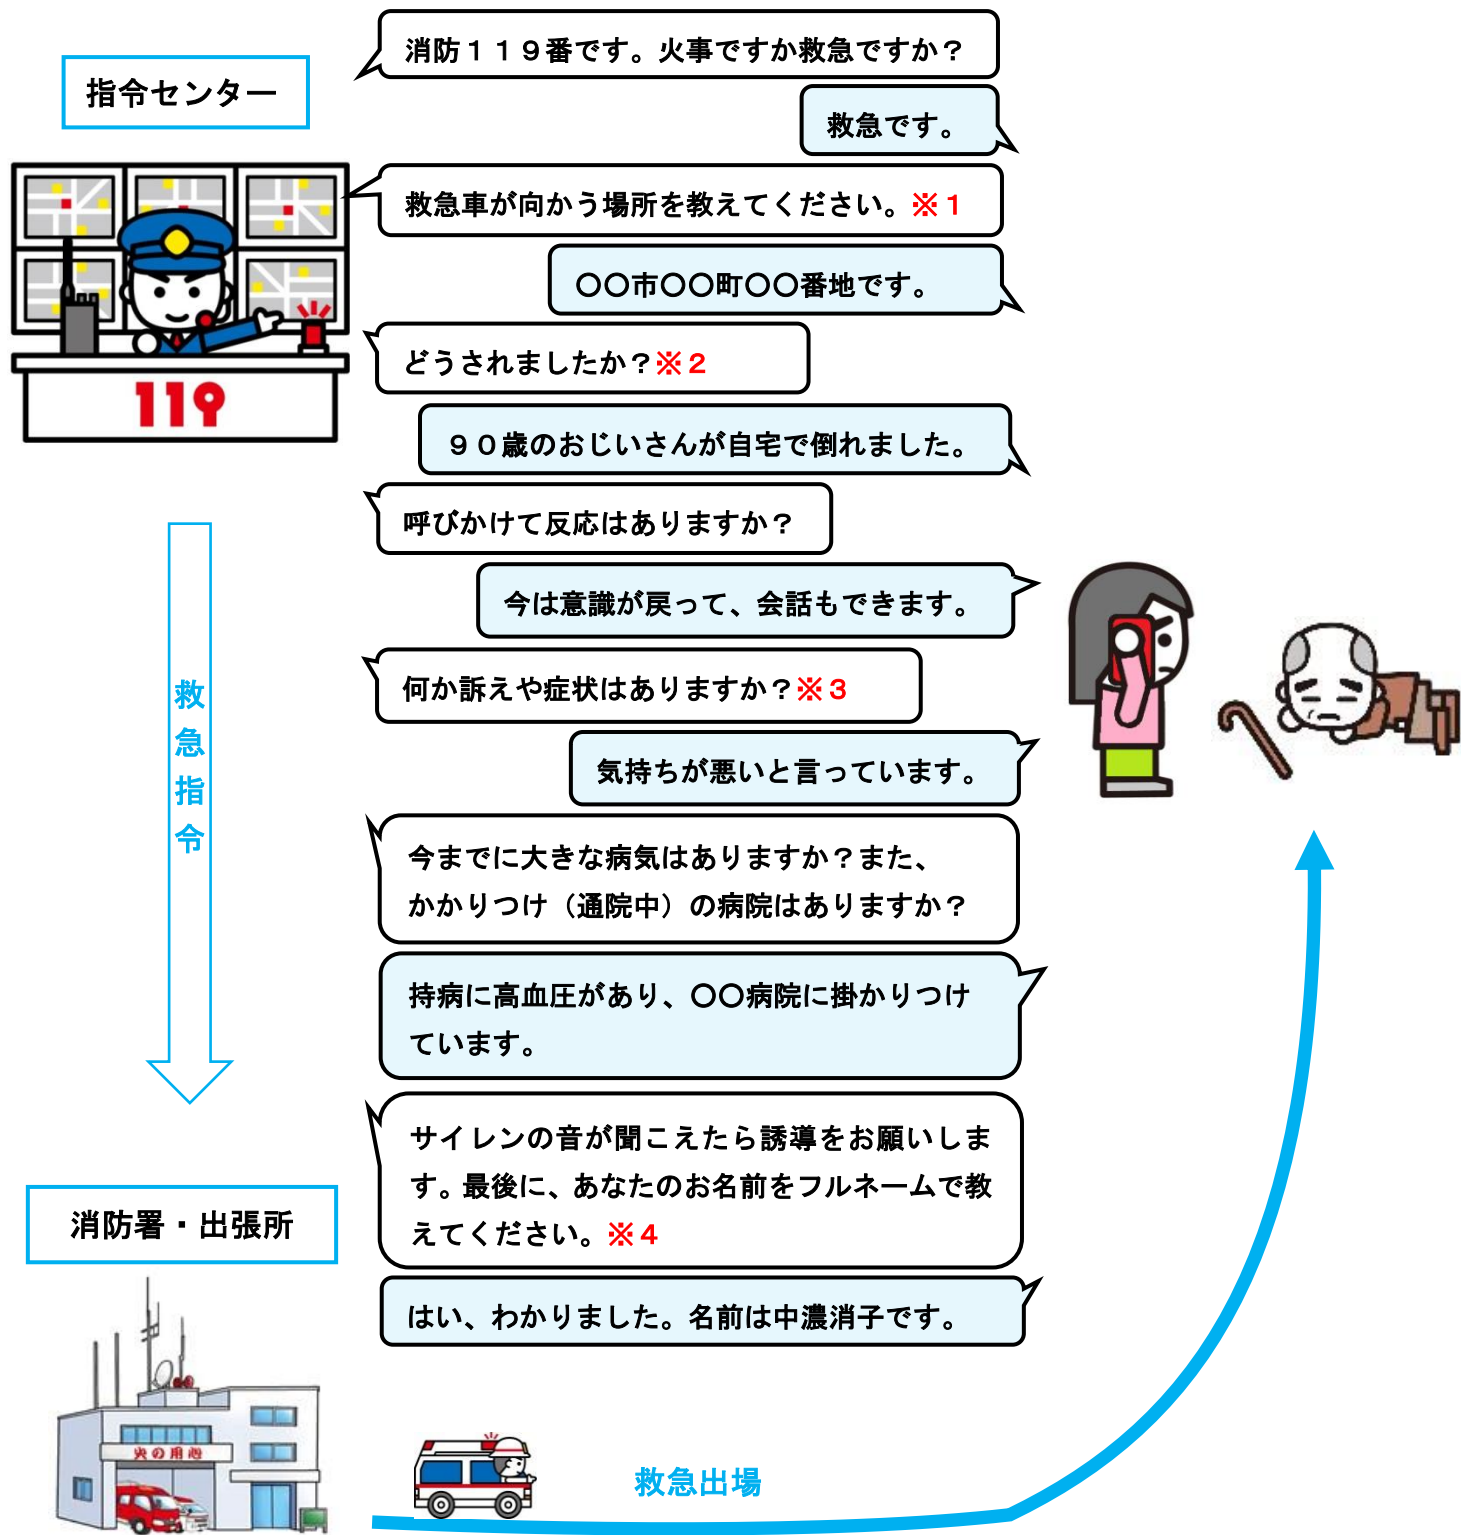 消防１１９番です。火事ですか救急ですか？
指令センター
救急です。
救急車が向かう場所を教えてください。※１
〇〇市〇〇町〇〇番地です。
どうされましたか？※２
119
９０歳のおじいさんが自宅で倒れました。
呼びかけて反応はありますか？
今は意識が戻って、会話もできます。
何か訴えや症状はありますか？※３
気持ちが悪いと言っています。
救急指令
今までに大きな病気はありますか？また、
かかりつけ（通院中）の病院はありますか？
持病に高血圧があり、〇〇病院に掛かりつけ
ています。
サイレンの音が聞こえたら誘導をお願いしま
す。最後に、あなたのお名前をフルネームで教
えてください。※４
消防署・出張所
はい、わかりました。名前は中濃消子です。
火の用心
救急出場